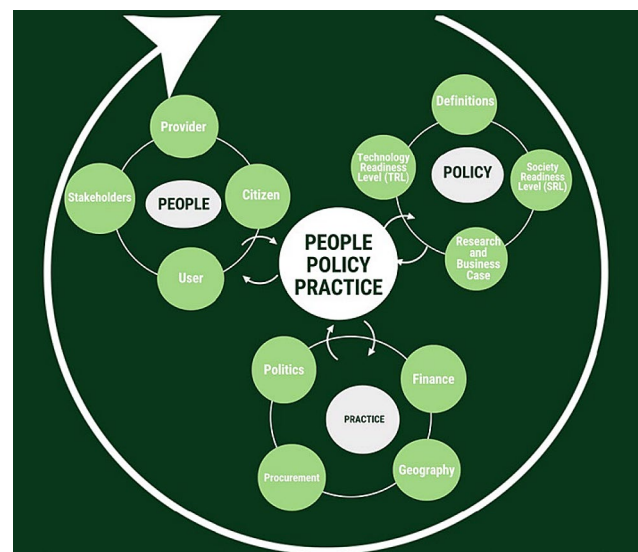 Provider
Stakeholders
PEOPLE
Citizen
User
Definitions
Technology
Readiness
Level (TRL)
POLICY
Society
Readiness
Level (SRL)
Research
and
Business
Case
PEOPLE
POLICY
PRACTICE
Politics
Finance
PRACTICE
Procurement
Geography